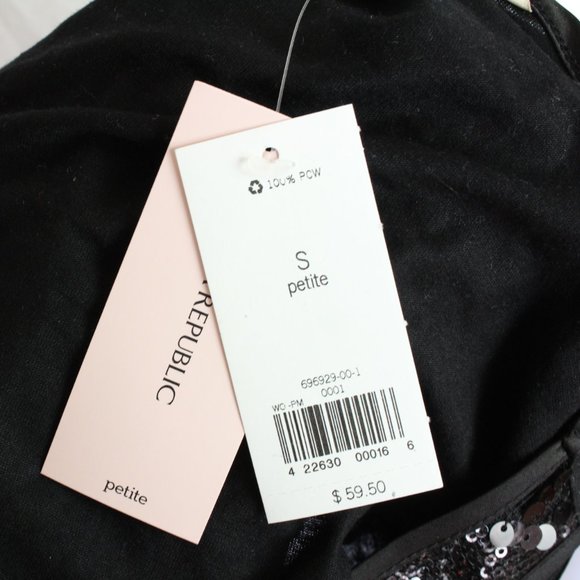 REPUBLIC
petite
100% PCW
S
petite
696929-00-1
0001
WO-PM
4 22630 00016 6
$ 59.50